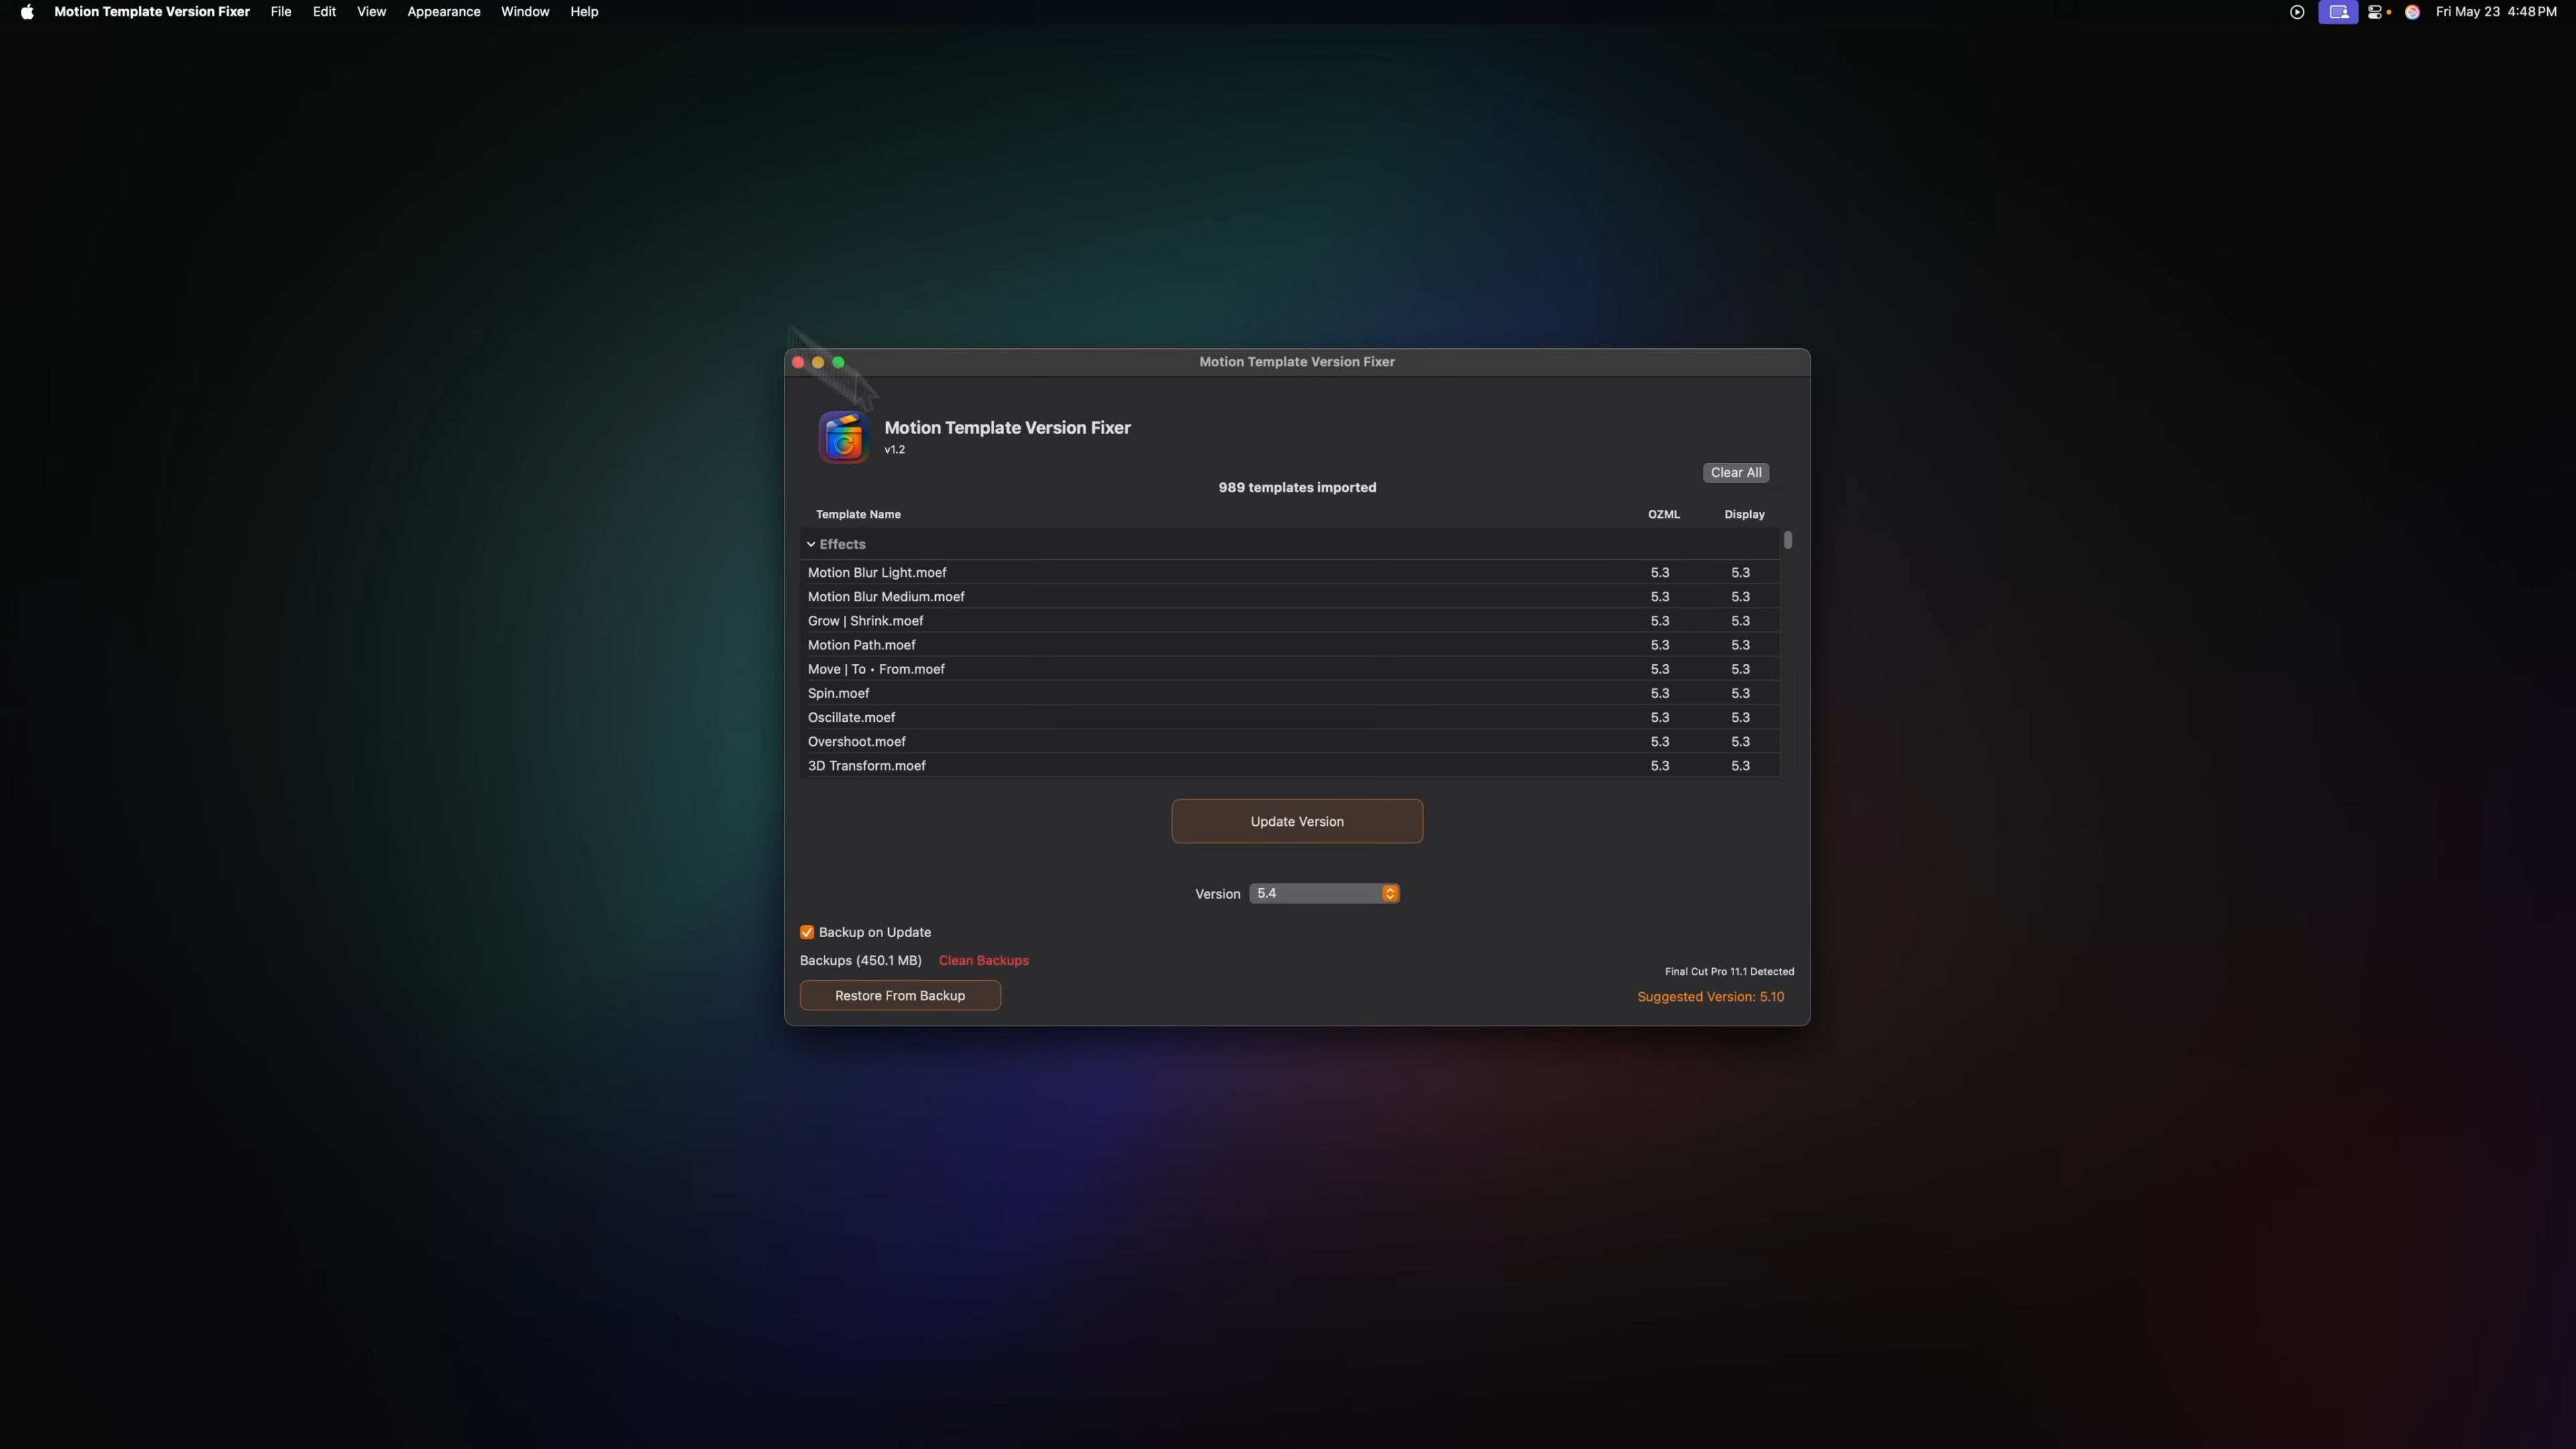 Motion Template Version Fixer File Edit View Appearance Window Help Fri May 23 4:48 PM
Motion Template Version Fixer
Motion Template Version Fixer
v1.2
Clear All
989 templates imported
Template Name OZML Display
Effects
Motion Blur Light.moef 5.3 5.3
Motion Blur Medium.moef 5.3 5.3
Grow | Shrink.moef 5.3 5.3
Motion Path.moef 5.3 5.3
Move | To • From.moef 5.3 5.3
Spin.moef 5.3 5.3
Oscillate.moef 5.3 5.3
Overshoot.moef 5.3 5.3
3D Transform.moef 5.3 5.3
Update Version
Version 5.4
Backup on Update
Backups (450.1 MB) Clean Backups
Final Cut Pro 11.1 Detected
Restore From Backup Suggested Version: 5.10